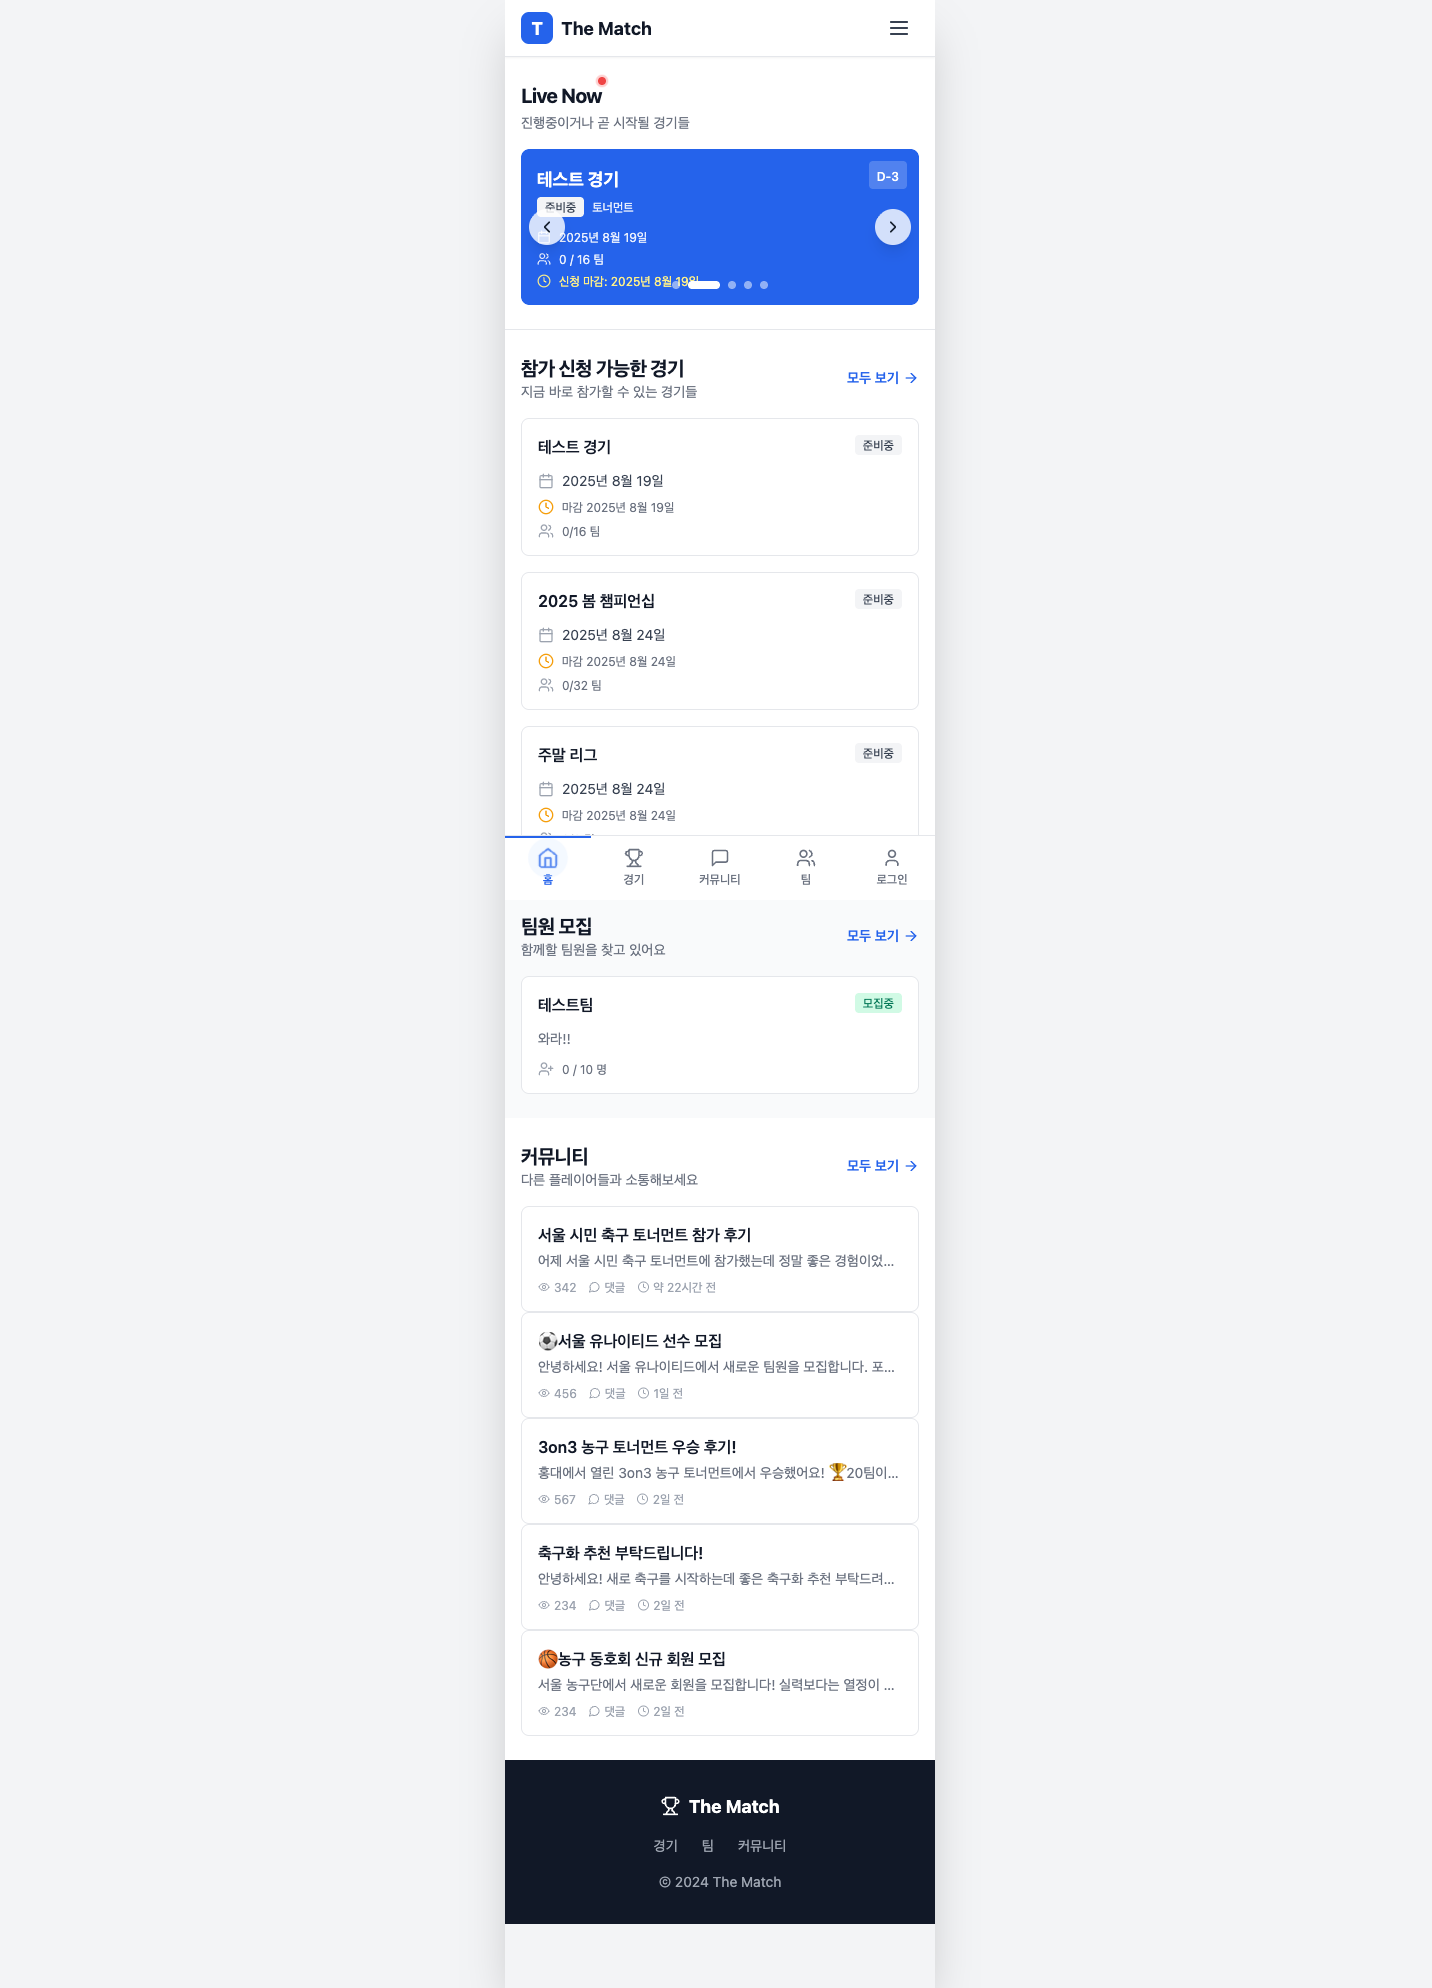 T The Match
Live Now
진행중이거나 곧 시작될 경기들
테스트 경기
D-3
준비중 토너먼트
2025년 8월 19일
0 / 16 팀
신청 마감: 2025년 8월 19일
참가 신청 가능한 경기
모두 보기
지금 바로 참가할 수 있는 경기들
테스트 경기
준비중
2025년 8월 19일
마감 2025년 8월 19일
0/16 팀
2025 봄 챔피언십
준비중
2025년 8월 24일
마감 2025년 8월 24일
0/32 팀
주말 리그
준비중
2025년 8월 24일
마감 2025년 8월 24일
홈 경기 커뮤니티 팀 로그인
팀원 모집
모두 보기
함께할 팀원을 찾고 있어요
테스트팀
모집중
와라!!
0 / 10 명
커뮤니티
모두 보기
다른 플레이어들과 소통해보세요
서울 시민 축구 토너먼트 참가 후기
어제 서울 시민 축구 토너먼트에 참가했는데 정말 좋은 경험이었...
342 댓글 약 22시간 전
⚽서울 유나이티드 선수 모집
안녕하세요! 서울 유나이티드에서 새로운 팀원을 모집합니다. 포...
456 댓글 1일 전
3on3 농구 토너먼트 우승 후기!
홍대에서 열린 3on3 농구 토너먼트에서 우승했어요! 🏆20팀이...
567 댓글 2일 전
축구화 추천 부탁드립니다!
안녕하세요! 새로 축구를 시작하는데 좋은 축구화 추천 부탁드려...
234 댓글 2일 전
🏀농구 동호회 신규 회원 모집
서울 농구단에서 새로운 회원을 모집합니다! 실력보다는 열정이 ...
234 댓글 2일 전
The Match
경기 팀 커뮤니티
© 2024 The Match